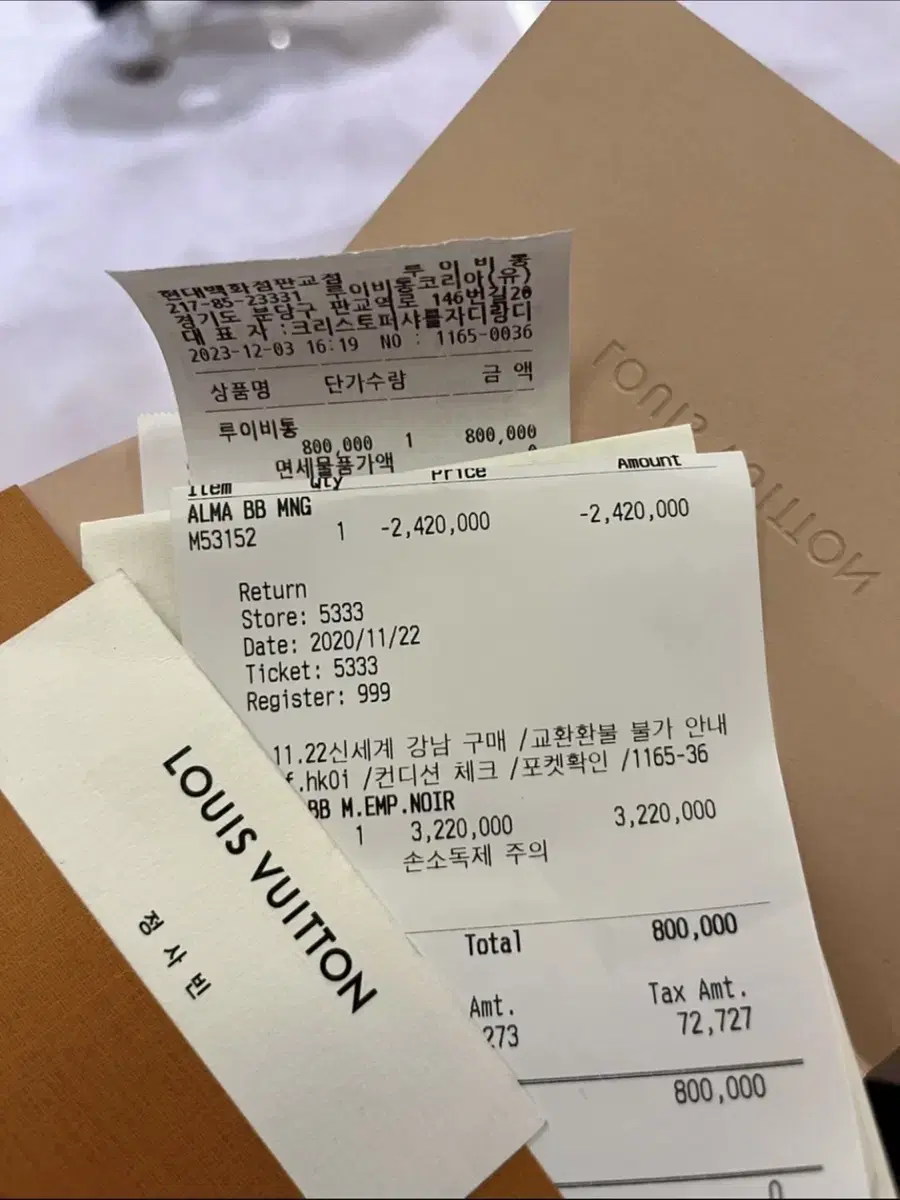 루 이 비 통
현대백화점판교점
217-85-23331 루이비통코리아(유)
경기도 분당구 판교역로 146번길20
대 표 자 :크리스토퍼샤를자디랑디
2023-12-03 16:19 NO : 1165-0036
상품명 단가수량 금 액
루이비통
800,000 1 800,000
면세물품가액 0
Item Qty Price Amount
ALMA BB MNG
M53152 1 -2,420,000 -2,420,000
Return
Store: 5333
Date: 2020/11/22
Ticket: 5333
Register: 999
11.22신세계 강남 구매 /교환환불 불가 안내
f.hk0i /컨디션 체크 /포켓확인 /1165-36
BB M.EMP.NOIR
1 3,220,000 3,220,000
손소독제 주의
Total 800,000
Amt. Tax Amt.
273 72,727
800,000
0
LOUIS VUITTON
정사빈
LOUIS VUITTON